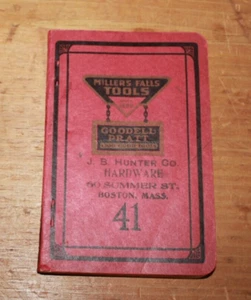 MILLERS FALLS
TOOLS
GOODELL
PRATT
J. B. HUNTER CO.
HARDWARE
60 SUMMER ST.
BOSTON, MASS.
41